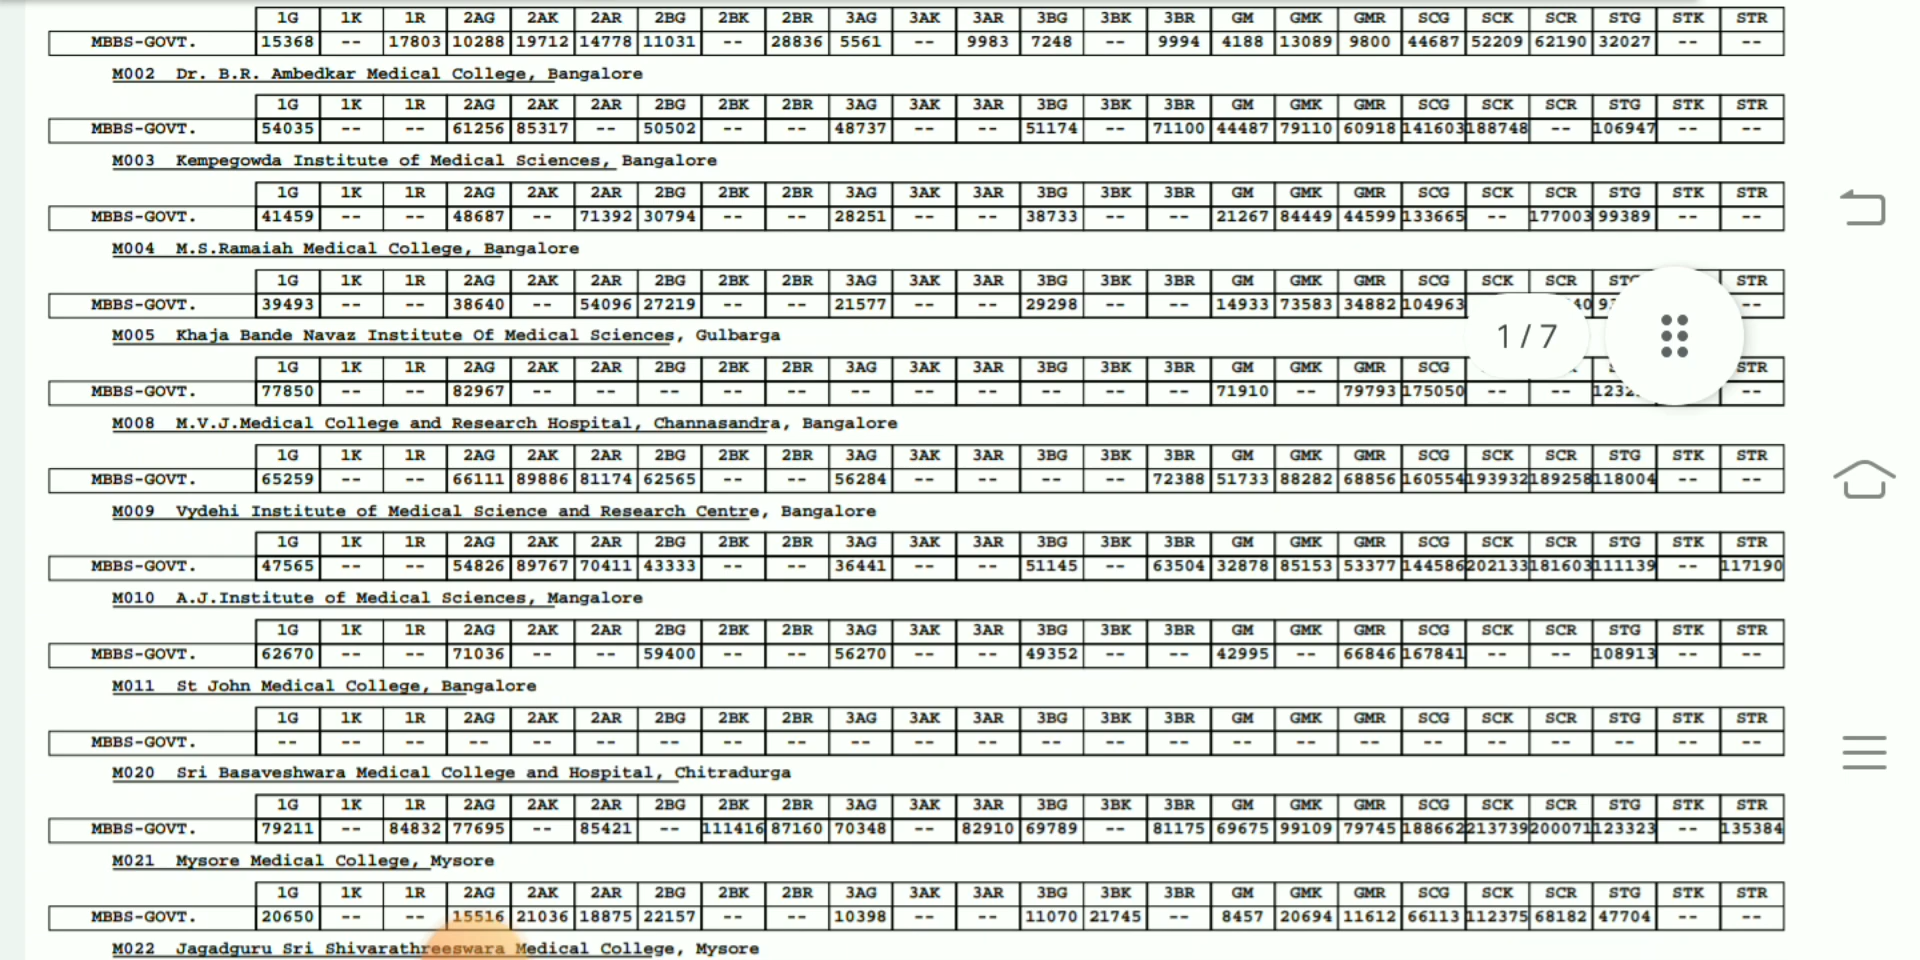 1G 1K 1R 2AG 2AK 2AR 2BG 2BK 2BR 3AG 3AK 3AR 3BG 3BK 3BR GM GMK GMR SCG SCK SCR STG STK STR
MBBS-GOVT. 15368 -- 17803 10288 19712 14778 11031 -- 28836 5561 -- 9983 7248 -- 9994 4188 13089 9800 44687 52209 62190 32027 -- --
M002 Dr. B.R. Ambedkar Medical College, Bangalore
1G 1K 1R 2AG 2AK 2AR 2BG 2BK 2BR 3AG 3AK 3AR 3BG 3BK 3BR GM GMK GMR SCG SCK SCR STG STK STR
MBBS-GOVT. 54035 -- -- 61256 85317 -- 50502 -- -- 48737 -- -- 51174 -- 71100 44487 79110 60918 141603 188748 -- 106947 -- --
M003 Kempegowda Institute of Medical Sciences, Bangalore
1G 1K 1R 2AG 2AK 2AR 2BG 2BK 2BR 3AG 3AK 3AR 3BG 3BK 3BR GM GMK GMR SCG SCK SCR STG STK STR
MBBS-GOVT. 41459 -- -- 48687 -- 71392 30794 -- -- 28251 -- -- 38733 -- -- 21267 84449 44599 133665 -- 177003 99389 -- --
M004 M.S.Ramaiah Medical College, Bangalore
1G 1K 1R 2AG 2AK 2AR 2BG 2BK 2BR 3AG 3AK 3AR 3BG 3BK 3BR GM GMK GMR SCG SCK SCR STR
MBBS-GOVT. 39493 -- -- 38640 -- 54096 27219 -- -- 21577 -- -- 29298 -- -- 14933 73583 34882 104963 --
M005 Khaja Bande Navaz Institute Of Medical Sciences, Gulbarga
1 / 7
1G 1K 1R 2AG 2AK 2AR 2BG 2BK 2BR 3AG 3AK 3AR 3BG 3BK 3BR GM GMK GMR SCG STR
MBBS-GOVT. 77850 -- -- 82967 -- -- -- -- -- -- -- -- -- -- -- 71910 -- 79793 175050 -- -- --
M008 M.V.J.Medical College and Research Hospital, Channasandra, Bangalore
1G 1K 1R 2AG 2AK 2AR 2BG 2BK 2BR 3AG 3AK 3AR 3BG 3BK 3BR GM GMK GMR SCG SCK SCR STG STK STR
MBBS-GOVT. 65259 -- -- 66111 89886 81174 62565 -- -- 56284 -- -- -- -- 72388 51733 88282 68856 160554 193932 189258 118004 -- --
M009 Vydehi Institute of Medical Science and Research Centre, Bangalore
1G 1K 1R 2AG 2AK 2AR 2BG 2BK 2BR 3AG 3AK 3AR 3BG 3BK 3BR GM GMK GMR SCG SCK SCR STG STK STR
MBBS-GOVT. 47565 -- -- 54826 89767 70411 43333 -- -- 36441 -- -- 51145 -- 63504 32878 85153 53377 144586 202133 181603 111139 -- 117190
M010 A.J.Institute of Medical Sciences, Mangalore
1G 1K 1R 2AG 2AK 2AR 2BG 2BK 2BR 3AG 3AK 3AR 3BG 3BK 3BR GM GMK GMR SCG SCK SCR STG STK STR
MBBS-GOVT. 62670 -- -- 71036 -- -- 59400 -- -- 56270 -- -- 49352 -- -- 42995 -- 66846 167841 -- -- 108913 -- --
M011 St John Medical College, Bangalore
1G 1K 1R 2AG 2AK 2AR 2BG 2BK 2BR 3AG 3AK 3AR 3BG 3BK 3BR GM GMK GMR SCG SCK SCR STG STK STR
MBBS-GOVT. -- -- -- -- -- -- -- -- -- -- -- -- -- -- -- -- -- -- -- -- -- -- -- --
M020 Sri Basaveshwara Medical College and Hospital, Chitradurga
1G 1K 1R 2AG 2AK 2AR 2BG 2BK 2BR 3AG 3AK 3AR 3BG 3BK 3BR GM GMK GMR SCG SCK SCR STG STK STR
MBBS-GOVT. 79211 -- 84832 77695 -- 85421 -- 111416 87160 70348 -- 82910 69789 -- 81175 69675 99109 79745 188662 213739 200071 123323 -- 135384
M021 Mysore Medical College, Mysore
1G 1K 1R 2AG 2AK 2AR 2BG 2BK 2BR 3AG 3AK 3AR 3BG 3BK 3BR GM GMK GMR SCG SCK SCR STG STK STR
MBBS-GOVT. 20650 -- -- 15516 21036 18875 22157 -- -- 10398 -- -- 11070 21745 -- 8457 20694 11612 66113 112375 68182 47704 -- --
M022 Jagadguru Sri Shivarathreeswara Medical College, Mysore